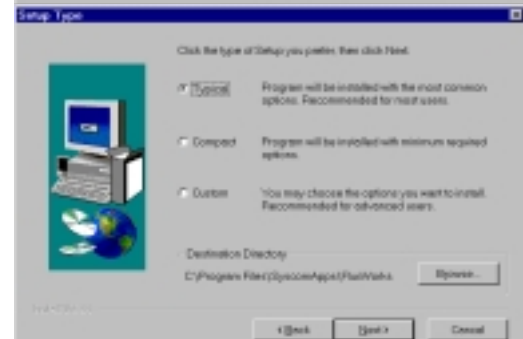 Setup Type
Click the type of Setup you prefer, then click Next.
Typical
Program will be installed with the most common
options. Recommended for most users.
Compact
Program will be installed with minimum required
options.
Custom
You may choose the options you want to install.
Recommended for advanced users.
Destination Directory
C:\Program Files\
Browse...
< Back
Next >
Cancel